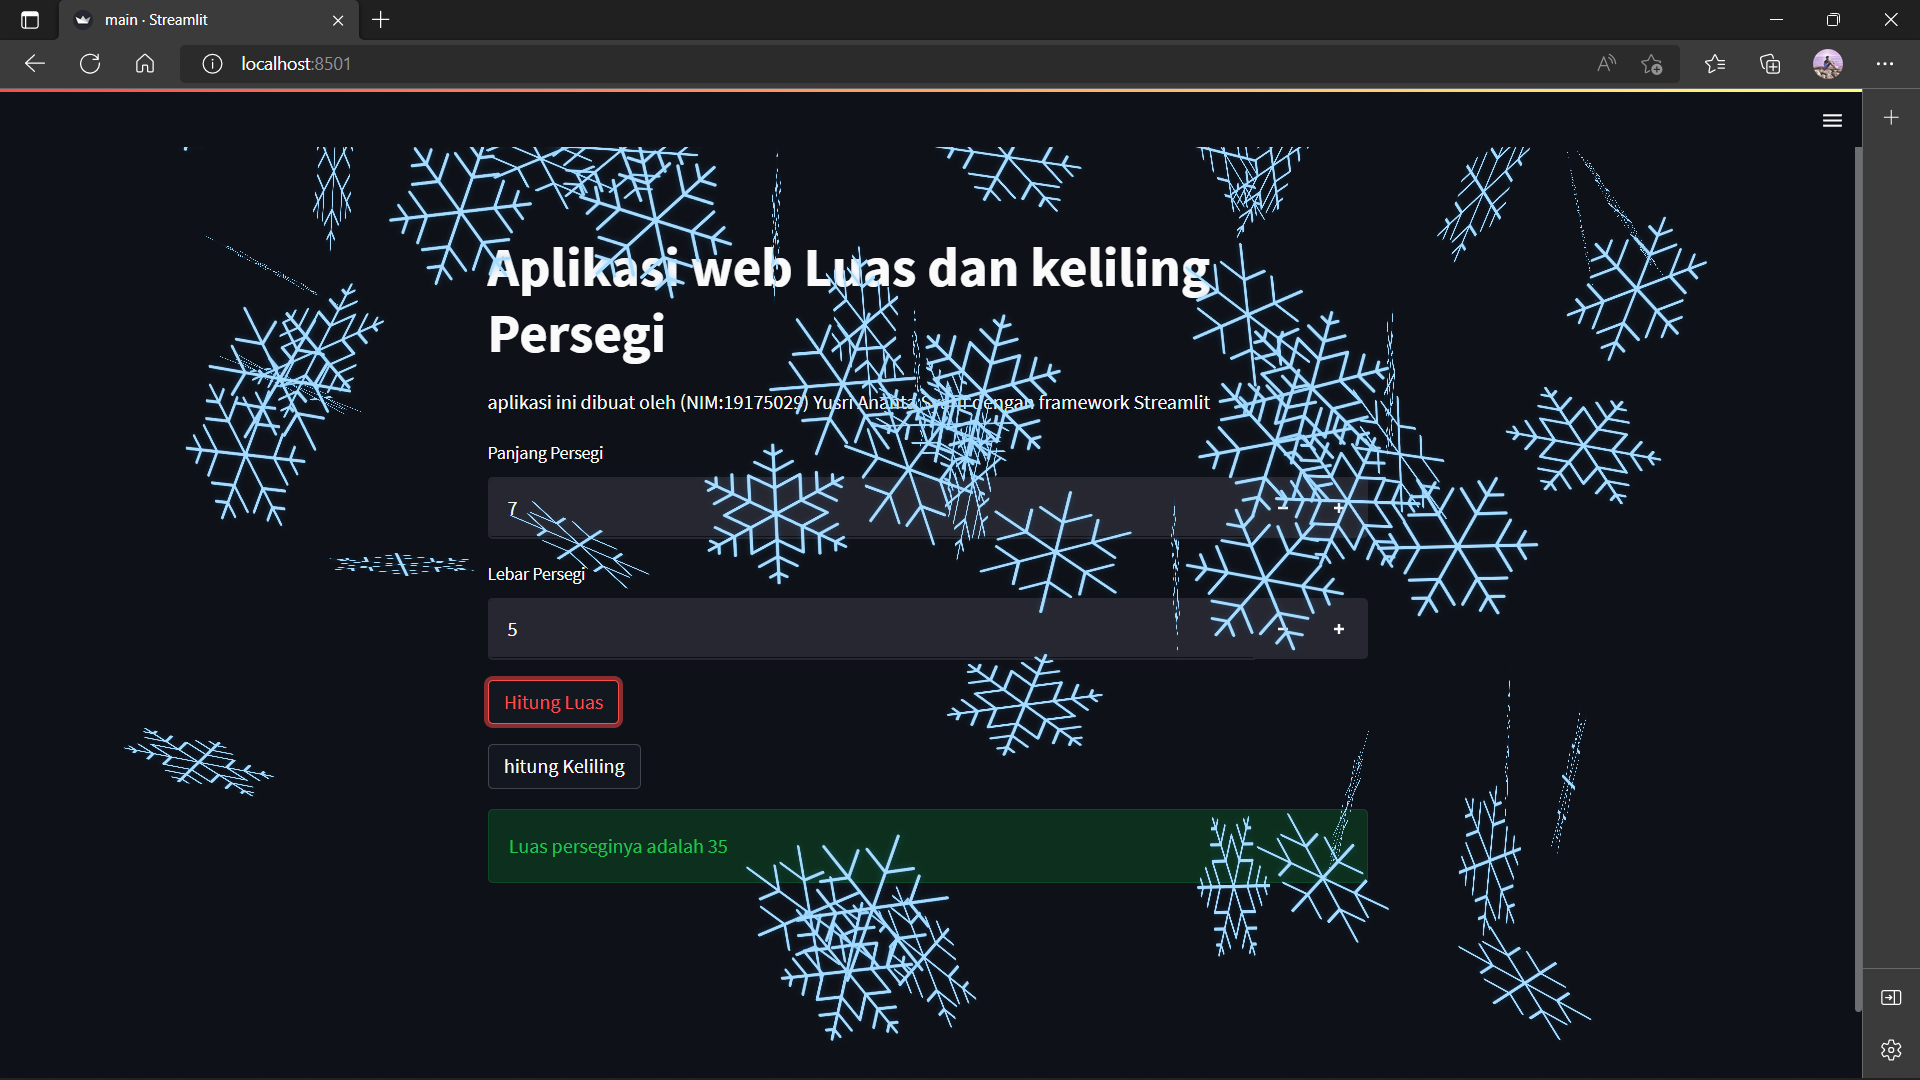 main · Streamlit
localhost:8501
Aplikasi web Luas dan keliling
Persegi
aplikasi ini dibuat oleh (NIM:19175029) Yusri Ananta dengan framework Streamlit
Panjang Persegi
7
Lebar Persegi
5
Hitung Luas
hitung Keliling
Luas perseginya adalah 35